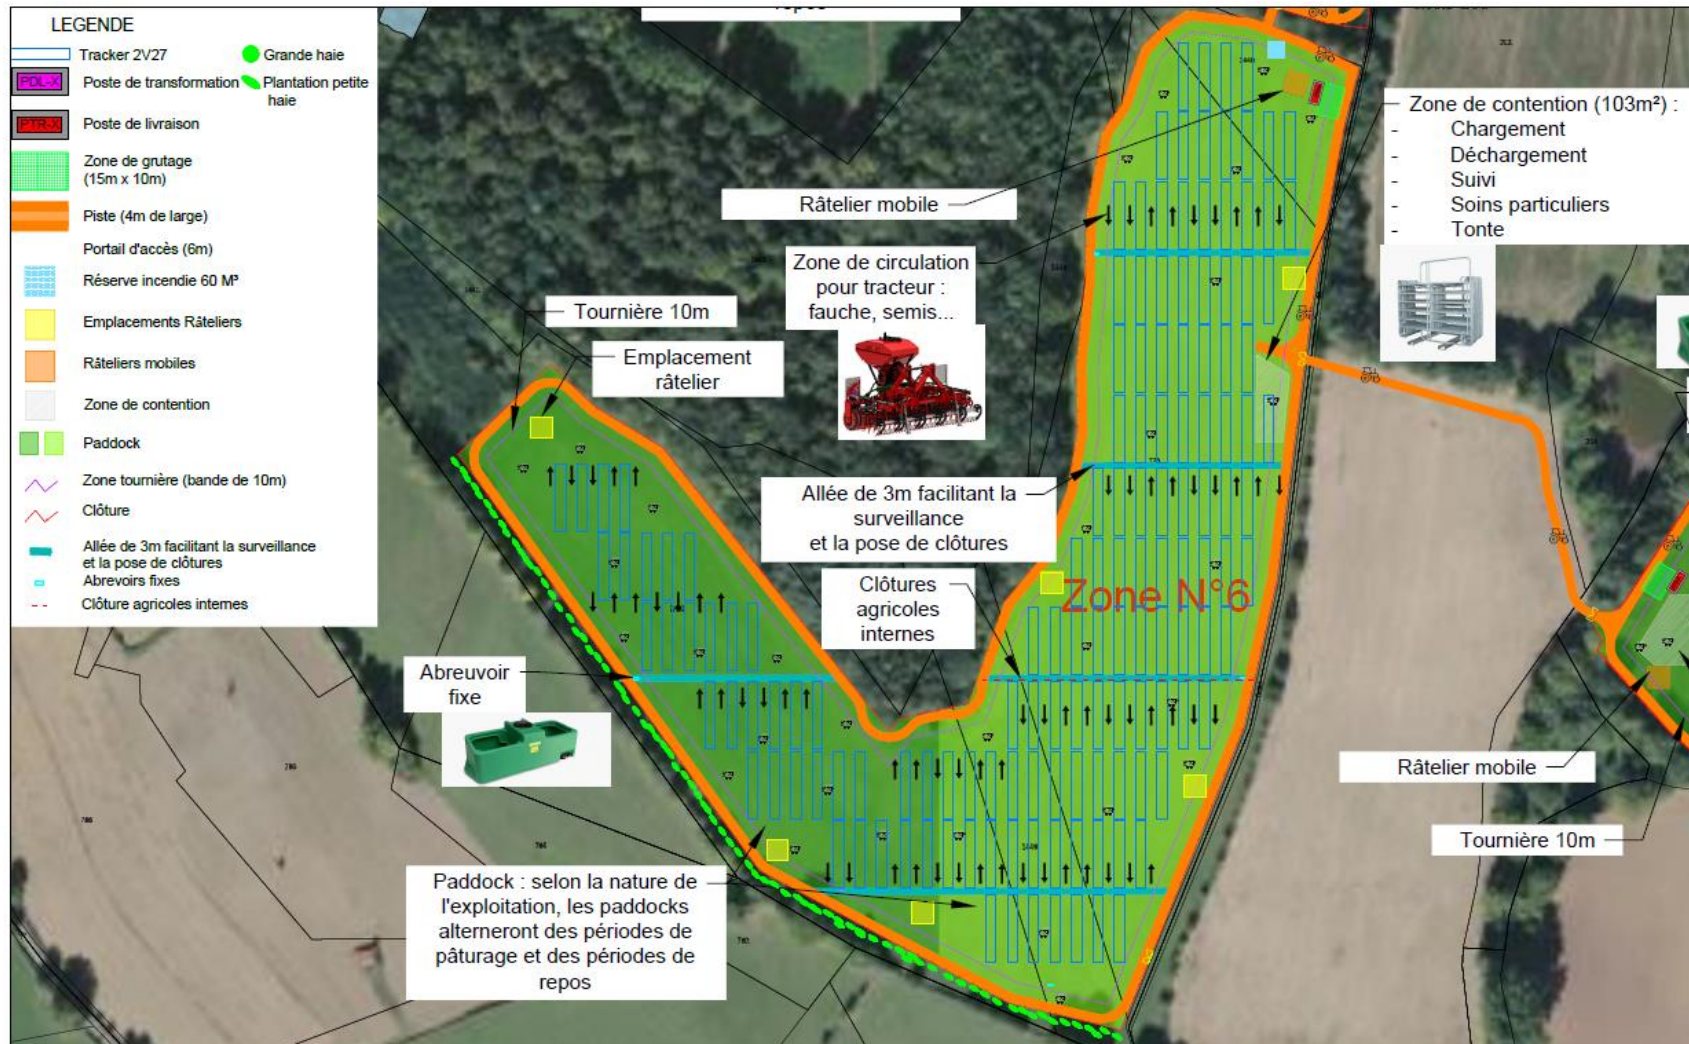 repos
LEGENDE
Tracker 2V27
Grande haie
PDL-X
Poste de transformation
Plantation petite
haie
PTR-X
Poste de livraison
Zone de grutage
(15m x 10m)
Piste (4m de large)
Portail d'accès (6m)
Réserve incendie 60 M³
Emplacements Râteliers
Râteliers mobiles
Zone de contention
Paddock
Zone tournière (bande de 10m)
Clôture
Allée de 3m facilitant la surveillance
et la pose de clôtures
Abrevoirs fixes
Clôture agricoles internes
Zone de contention (103m²) :
- Chargement
- Déchargement
- Suivi
- Soins particuliers
- Tonte
Râtelier mobile
Zone de circulation
pour tracteur :
fauche, semis...
Tournière 10m
Emplacement
râtelier
Allée de 3m facilitant la
surveillance
et la pose de clôtures
Clôtures
agricoles
internes
Zone N°6
Abreuvoir
fixe
Râtelier mobile
Tournière 10m
Paddock : selon la nature de
l'exploitation, les paddocks
alterneront des périodes de
pâturage et des périodes de
repos